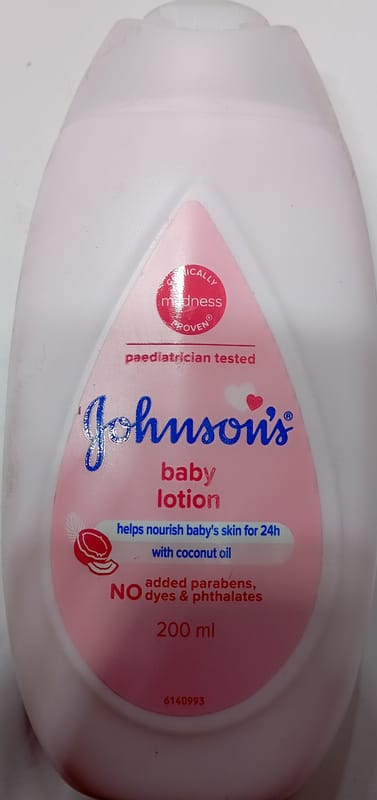 CLINICALLY
mildness
PROVEN®
paediatrician tested
Johnson's®
baby
lotion
helps nourish baby's skin for 24h
with coconut oil
NO added parabens,
dyes & phthalates
200 ml
6140993